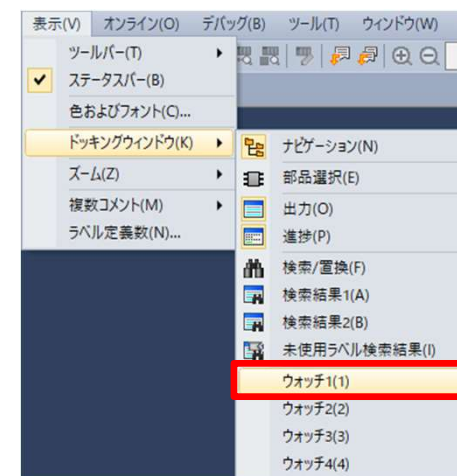 表示(V) オンライン(O) デバッグ(B) ツール(T) ウィンドウ(W)
ツールバー(T)
ステータスバー(B)
色およびフォント(C)...
ドッキングウィンドウ(K)
ナビゲーション(N)
ズーム(Z)
部品選択(E)
複数コメント(M)
出力(O)
ラベル定義数(N)...
進捗(P)
検索/置換(F)
検索結果1(A)
検索結果2(B)
未使用ラベル検索結果(I)
ウォッチ1(1)
ウォッチ2(2)
ウォッチ3(3)
ウォッチ4(4)